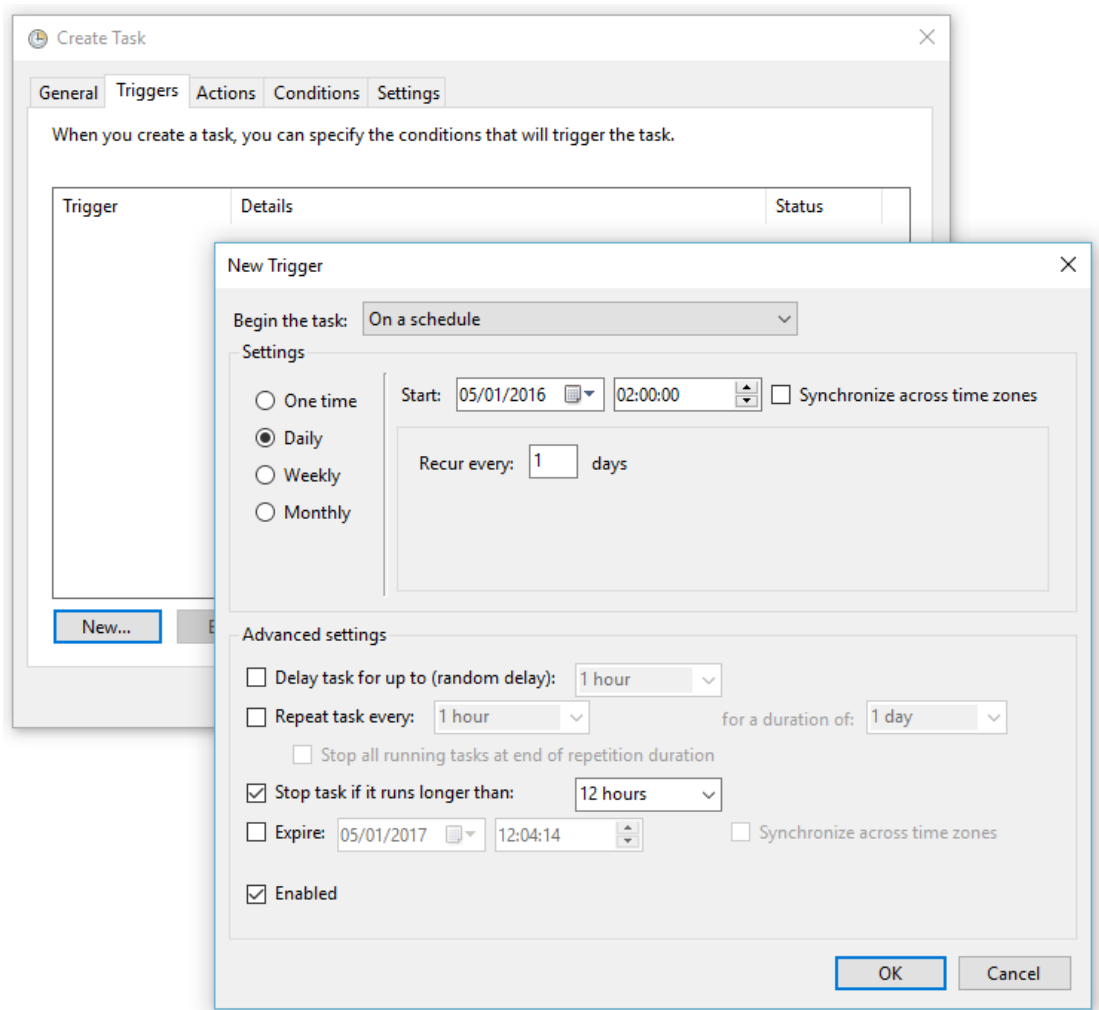 Create Task
General Triggers Actions Conditions Settings
When you create a task, you can specify the conditions that will trigger the task.
Trigger Details Status
New Trigger
Begin the task: On a schedule
Settings
One time
Daily
Weekly
Monthly
Start: 05/01/2016 02:00:00 Synchronize across time zones
Recur every: 1 days
New...
Advanced settings
Delay task for up to (random delay): 1 hour
Repeat task every: 1 hour for a duration of: 1 day
Stop all running tasks at end of repetition duration
Stop task if it runs longer than: 12 hours
Expire: 05/01/2017 12:04:14 Synchronize across time zones
Enabled
OK Cancel